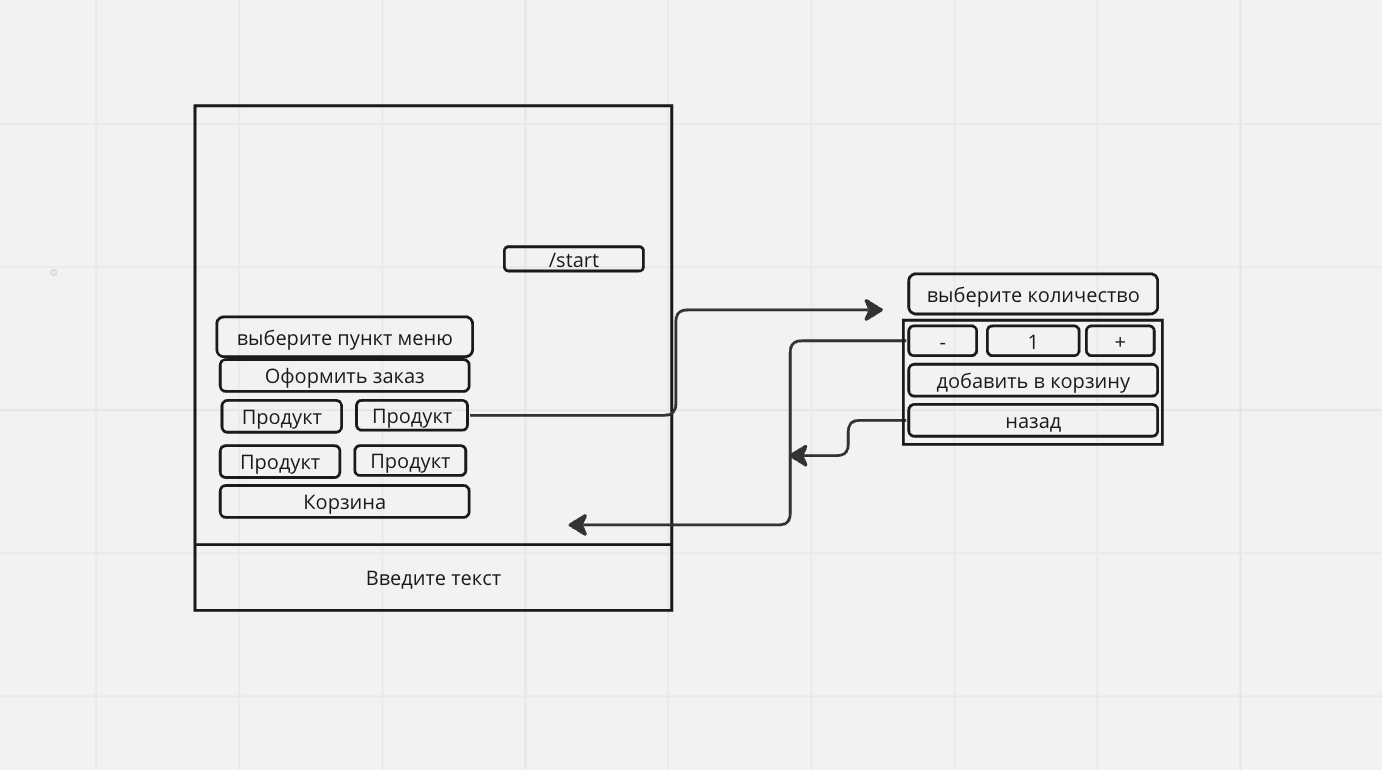 /start
выберите пункт меню
Оформить заказ
Продукт Продукт
Продукт Продукт
Корзина
Введите текст
выберите количество
- 1 +
добавить в корзину
назад